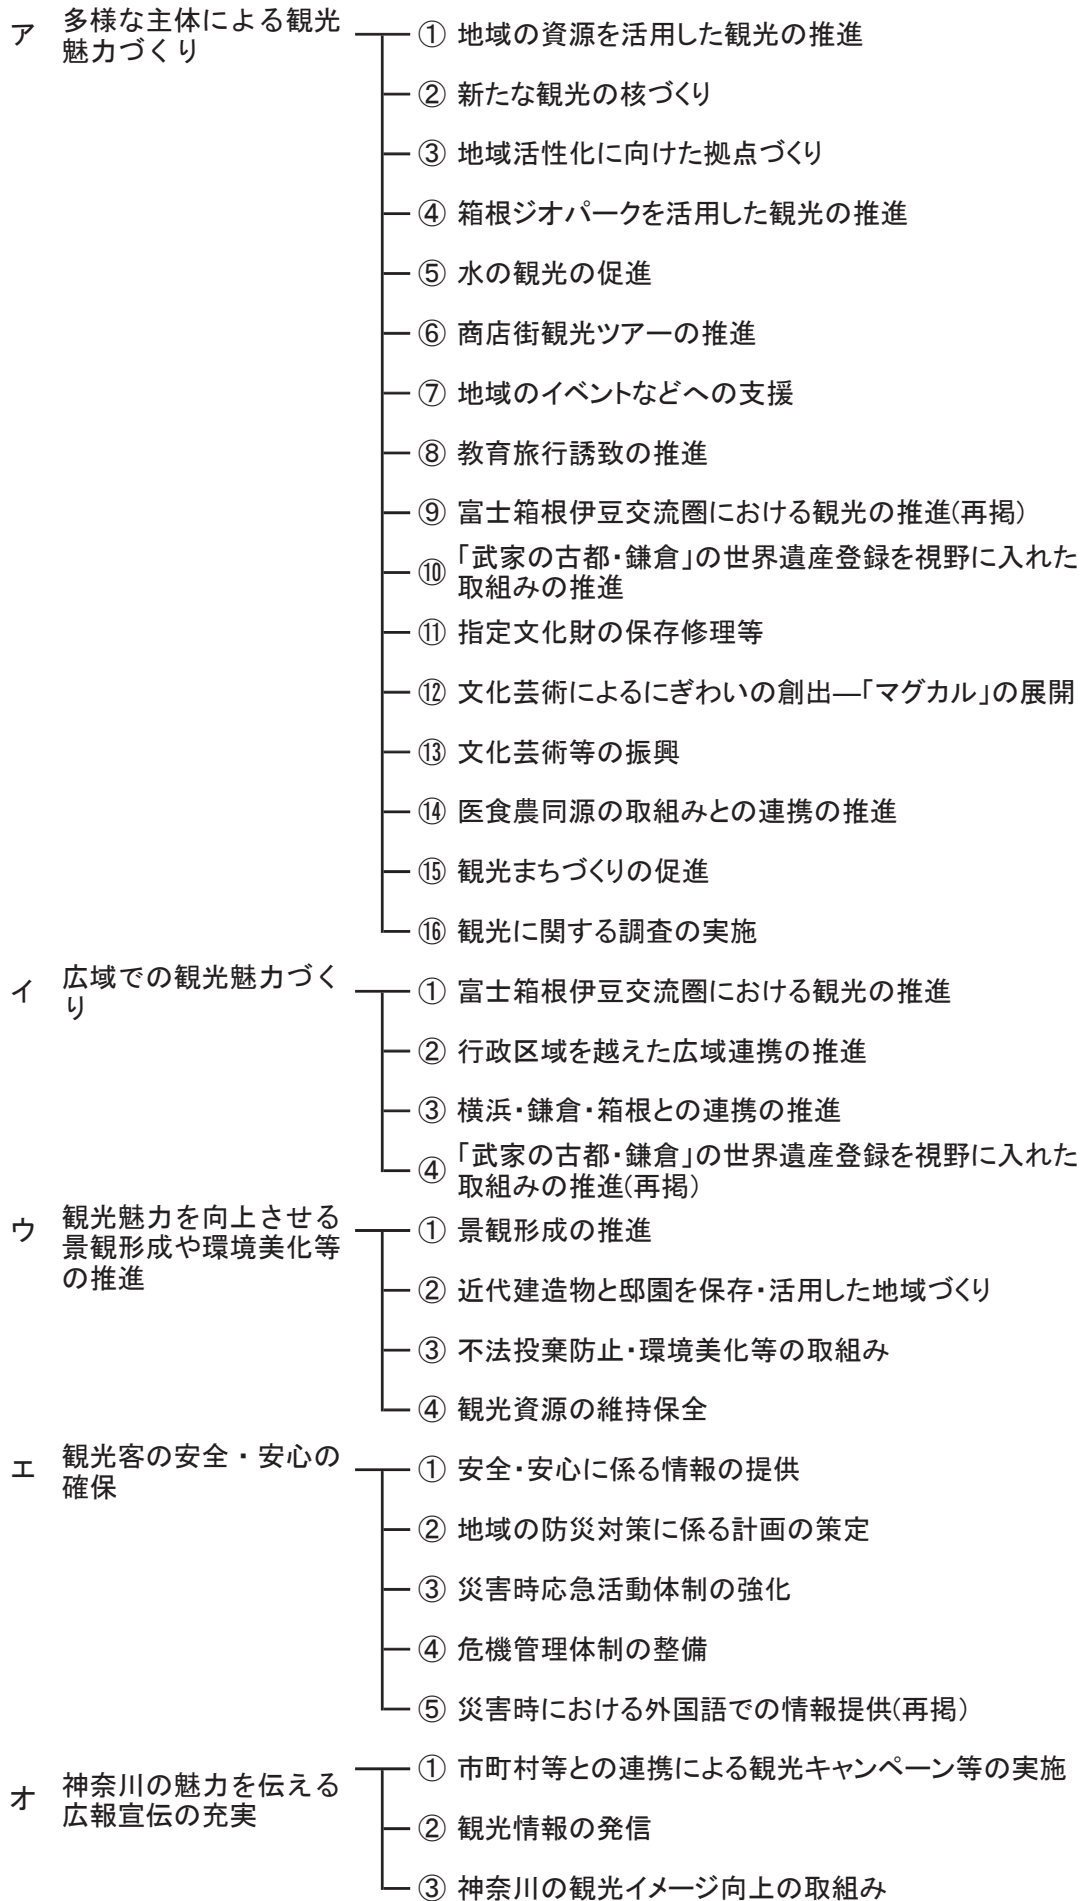 ア 多様な主体による観光
魅力づくり
① 地域の資源を活用した観光の推進
② 新たな観光の核づくり
③ 地域活性化に向けた拠点づくり
④ 箱根ジオパークを活用した観光の推進
⑤ 水の観光の促進
⑥ 商店街観光ツアーの推進
⑦ 地域のイベントなどへの支援
⑧ 教育旅行誘致の推進
⑨ 富士箱根伊豆交流圏における観光の推進(再掲)
⑩ 「武家の古都・鎌倉」の世界遺産登録を視野に入れた
取組みの推進
⑪ 指定文化財の保存修理等
⑫ 文化芸術によるにぎわいの創出―「マグカル」の展開
⑬ 文化芸術等の振興
⑭ 医食農同源の取組みとの連携の推進
⑮ 観光まちづくりの促進
⑯ 観光に関する調査の実施
イ 広域での観光魅力づく
り
① 富士箱根伊豆交流圏における観光の推進
② 行政区域を越えた広域連携の推進
③ 横浜・鎌倉・箱根との連携の推進
④ 「武家の古都・鎌倉」の世界遺産登録を視野に入れた
取組みの推進(再掲)
ウ 観光魅力を向上させる
景観形成や環境美化等
の推進
① 景観形成の推進
② 近代建造物と邸園を保存・活用した地域づくり
③ 不法投棄防止・環境美化等の取組み
④ 観光資源の維持保全
エ 観光客の安全・安心の
確保
① 安全・安心に係る情報の提供
② 地域の防災対策に係る計画の策定
③ 災害時応急活動体制の強化
④ 危機管理体制の整備
⑤ 災害時における外国語での情報提供(再掲)
オ 神奈川の魅力を伝える
広報宣伝の充実
① 市町村等との連携による観光キャンペーン等の実施
② 観光情報の発信
③ 神奈川の観光イメージ向上の取組み